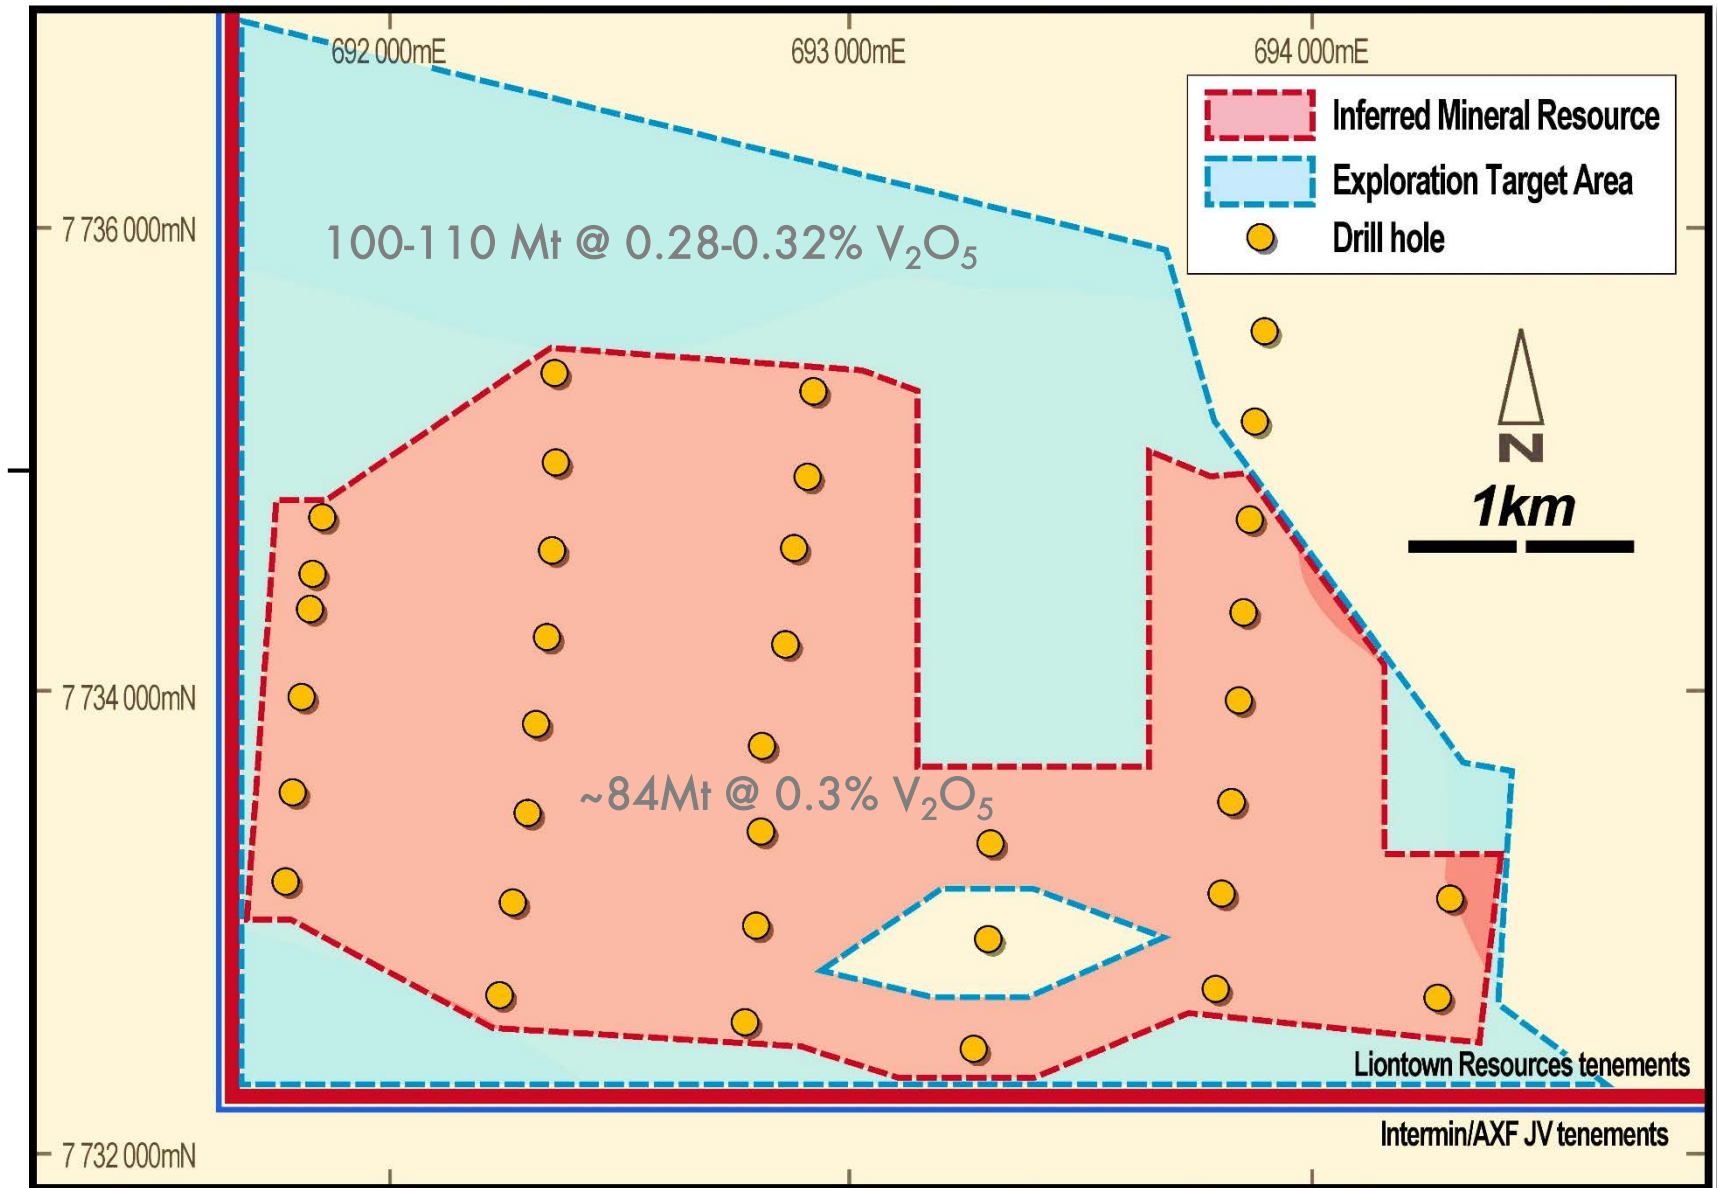 692 000mE
693 000mE
694 000mE
Inferred Mineral Resource
Exploration Target Area
Drill hole
7 736 000mN
100-110 Mt @ 0.28-0.32% V₂O₅
N
1km
7 734 000mN
~84Mt @ 0.3% V₂O₅
Liontown Resources tenements
Intermin/AXF JV tenements
7 732 000mN